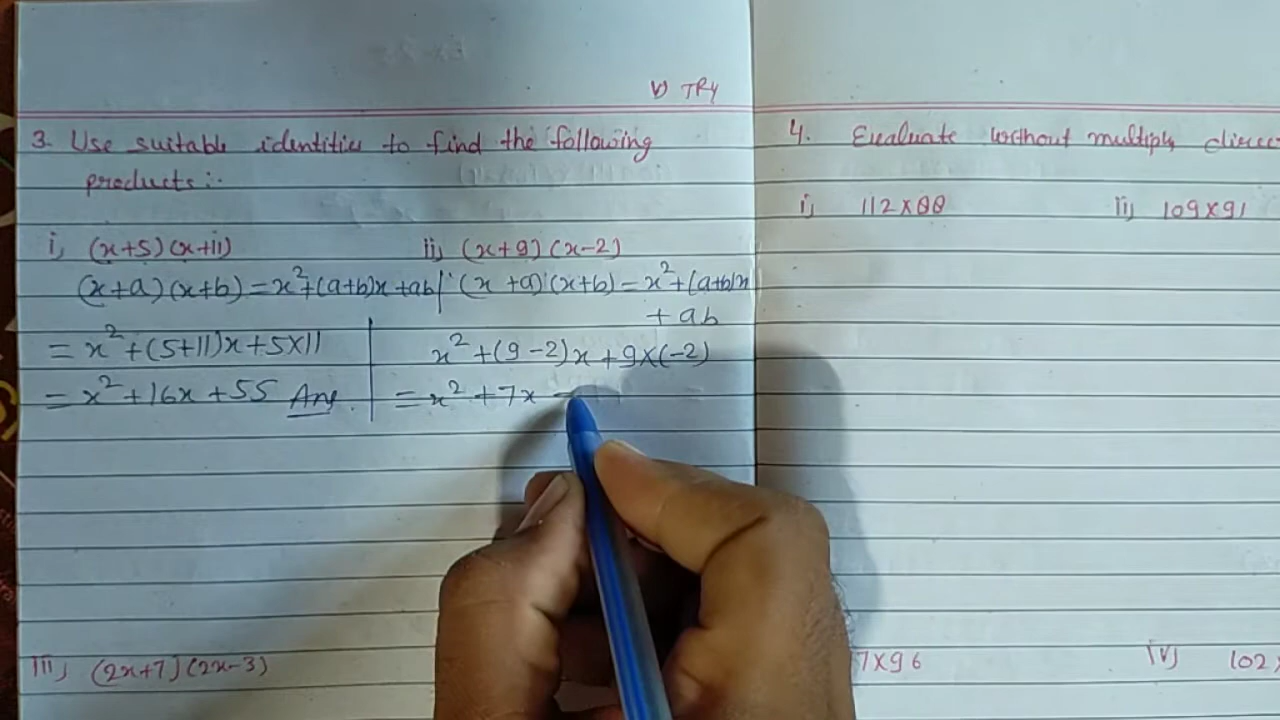 V) TRY
3. Use suitable identities to find the following
products:-
i, (x+5)(x+11)
(x+a)(x+b)=x²+(a+b)x+ab
=x²+(5+11)x+5×11
=x²+16x+55 Ans.
ii, (x+9)(x-2)
(x+a)(x+b)=x²+(a+b)x
+ab
x²+(9-2)x+9×(-2)
=x²+7x -
iii, (2x+7)(2x-3)
4. Evaluate without multiply direc
i, 112×88
ii, 109×91
7×96
iv, 102